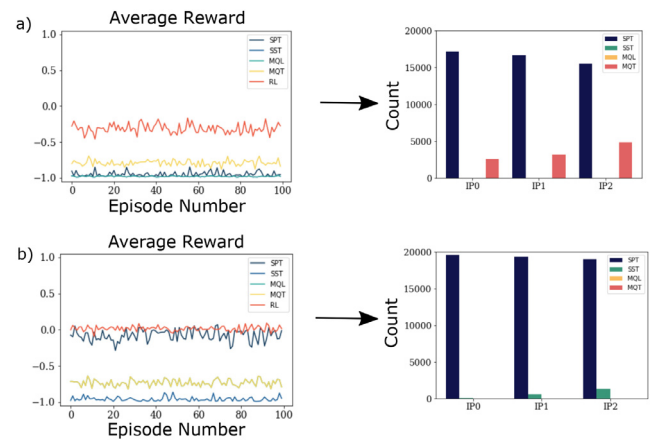 a)
Average Reward
1.0
0.5
0.0
−0.5
−1.0
SPT
SST
MQL
MQT
RL
0 20 40 60 80 100
Episode Number
Count
20000
15000
10000
5000
0
SPT
SST
MQL
MQT
IP0 IP1 IP2
b)
Average Reward
1.0
0.5
0.0
−0.5
−1.0
SPT
SST
MQL
MQT
RL
0 20 40 60 80 100
Episode Number
Count
20000
15000
10000
5000
0
SPT
SST
MQL
MQT
IP0 IP1 IP2